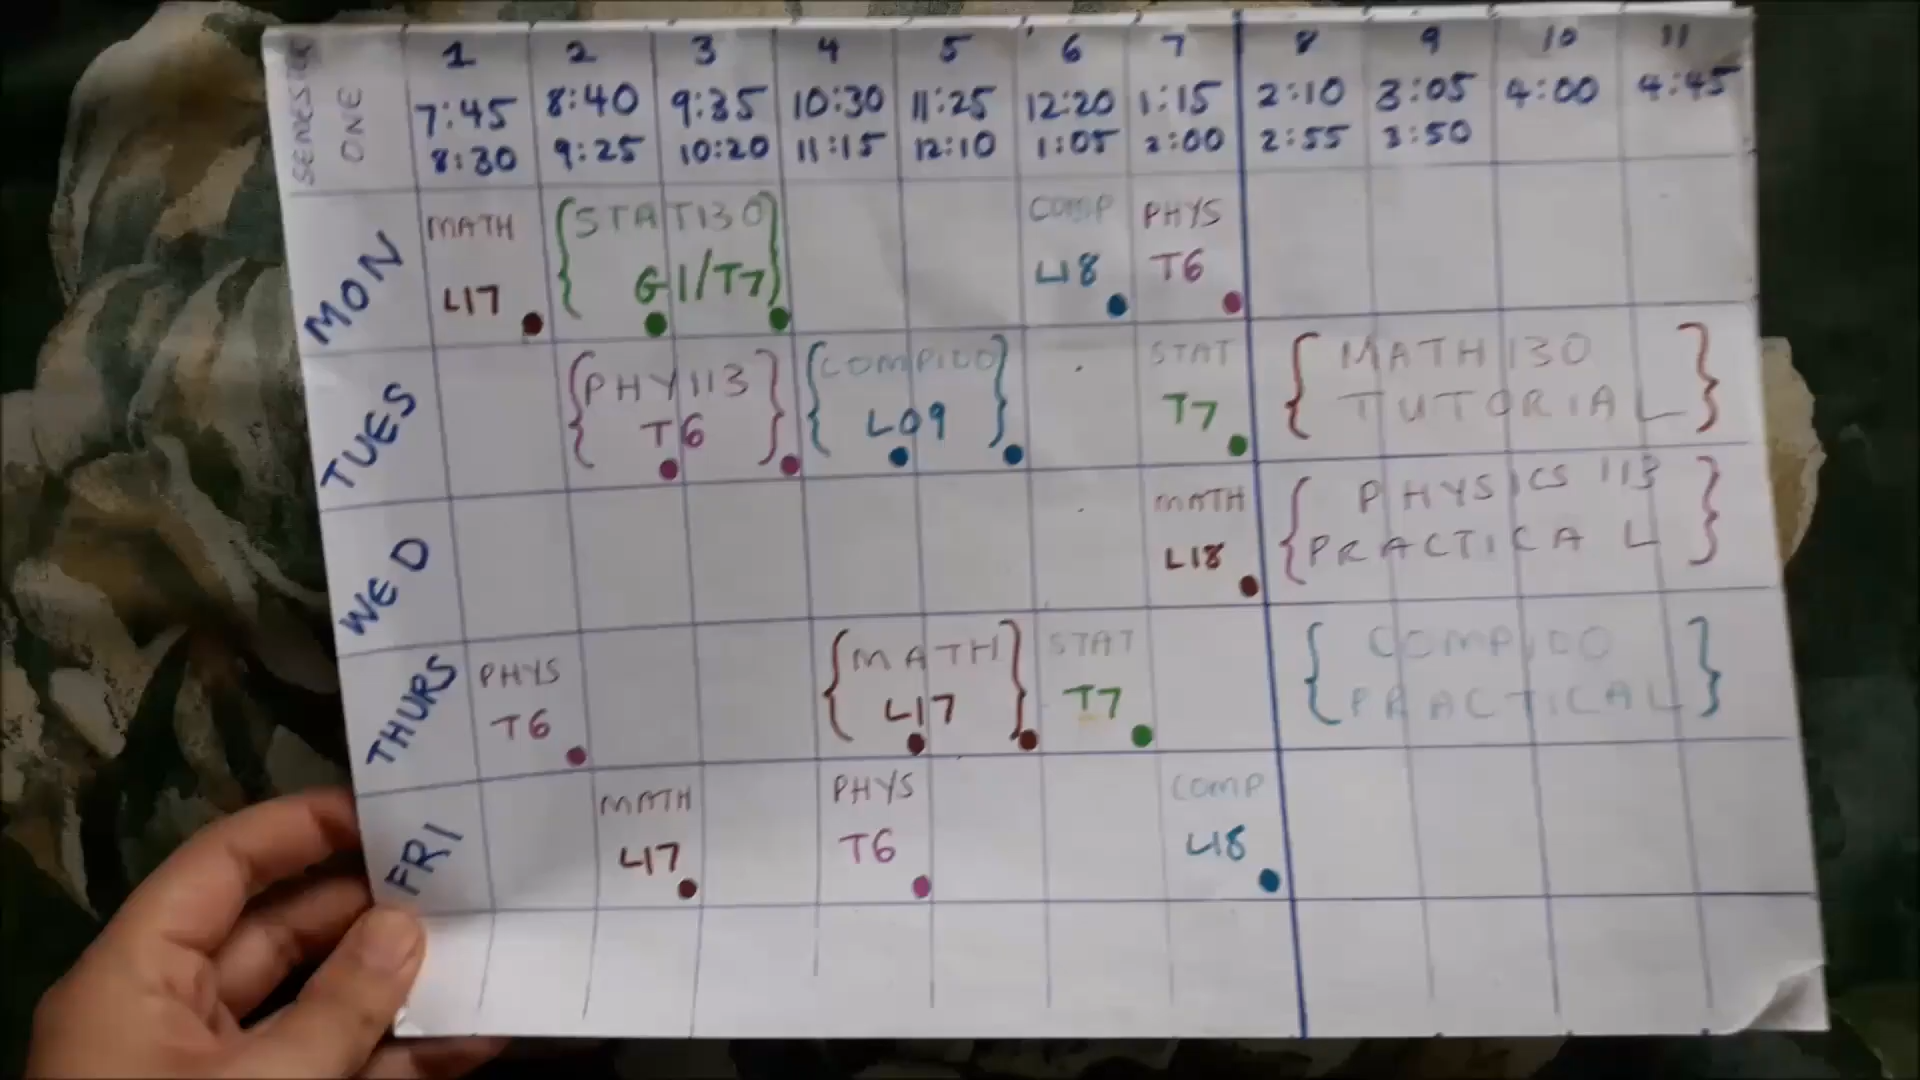 SEMESTER ONE
1 2 3 4 5 6 7 8 9 10 11
7:45 8:40 9:35 10:30 11:25 12:20 1:15 2:10 3:05 4:00 4:45
8:30 9:25 10:20 11:15 12:10 1:05 2:00 2:55 3:50
MON
MATH {STAT130} COMP PHYS
L17 G1/T7 L18 T6
TUES
{PHY113} {COMP100} STAT {MATH130
T6 L09 T7 TUTORIAL}
WED
MATH {PHYSICS 113
L18 PRACTICAL}
THURS
PHYS {MATH} STAT {COMP100
T6 L17 T7 PRACTICAL}
FRI
MATH PHYS COMP
L17 T6 L18